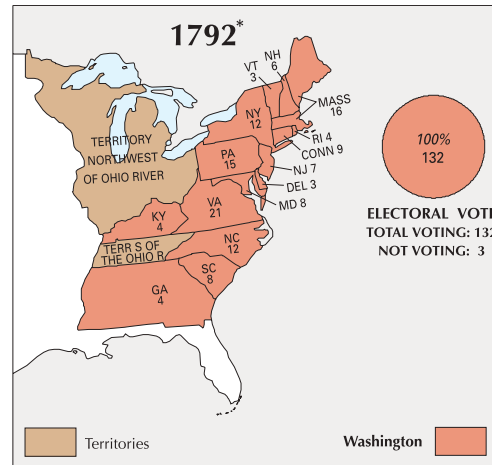 1792*
VT
3
NH
6
MASS
16
NY
12
RI 4
CONN 9
PA
15
NJ 7
DEL 3
MD 8
TERRITORY
NORTHWEST
OF OHIO RIVER
VA
21
KY
4
TERR S OF
THE OHIO R.
NC
12
SC
8
GA
4
100%
132
ELECTORAL VOTE
TOTAL VOTING: 132
NOT VOTING: 3
Territories
Washington